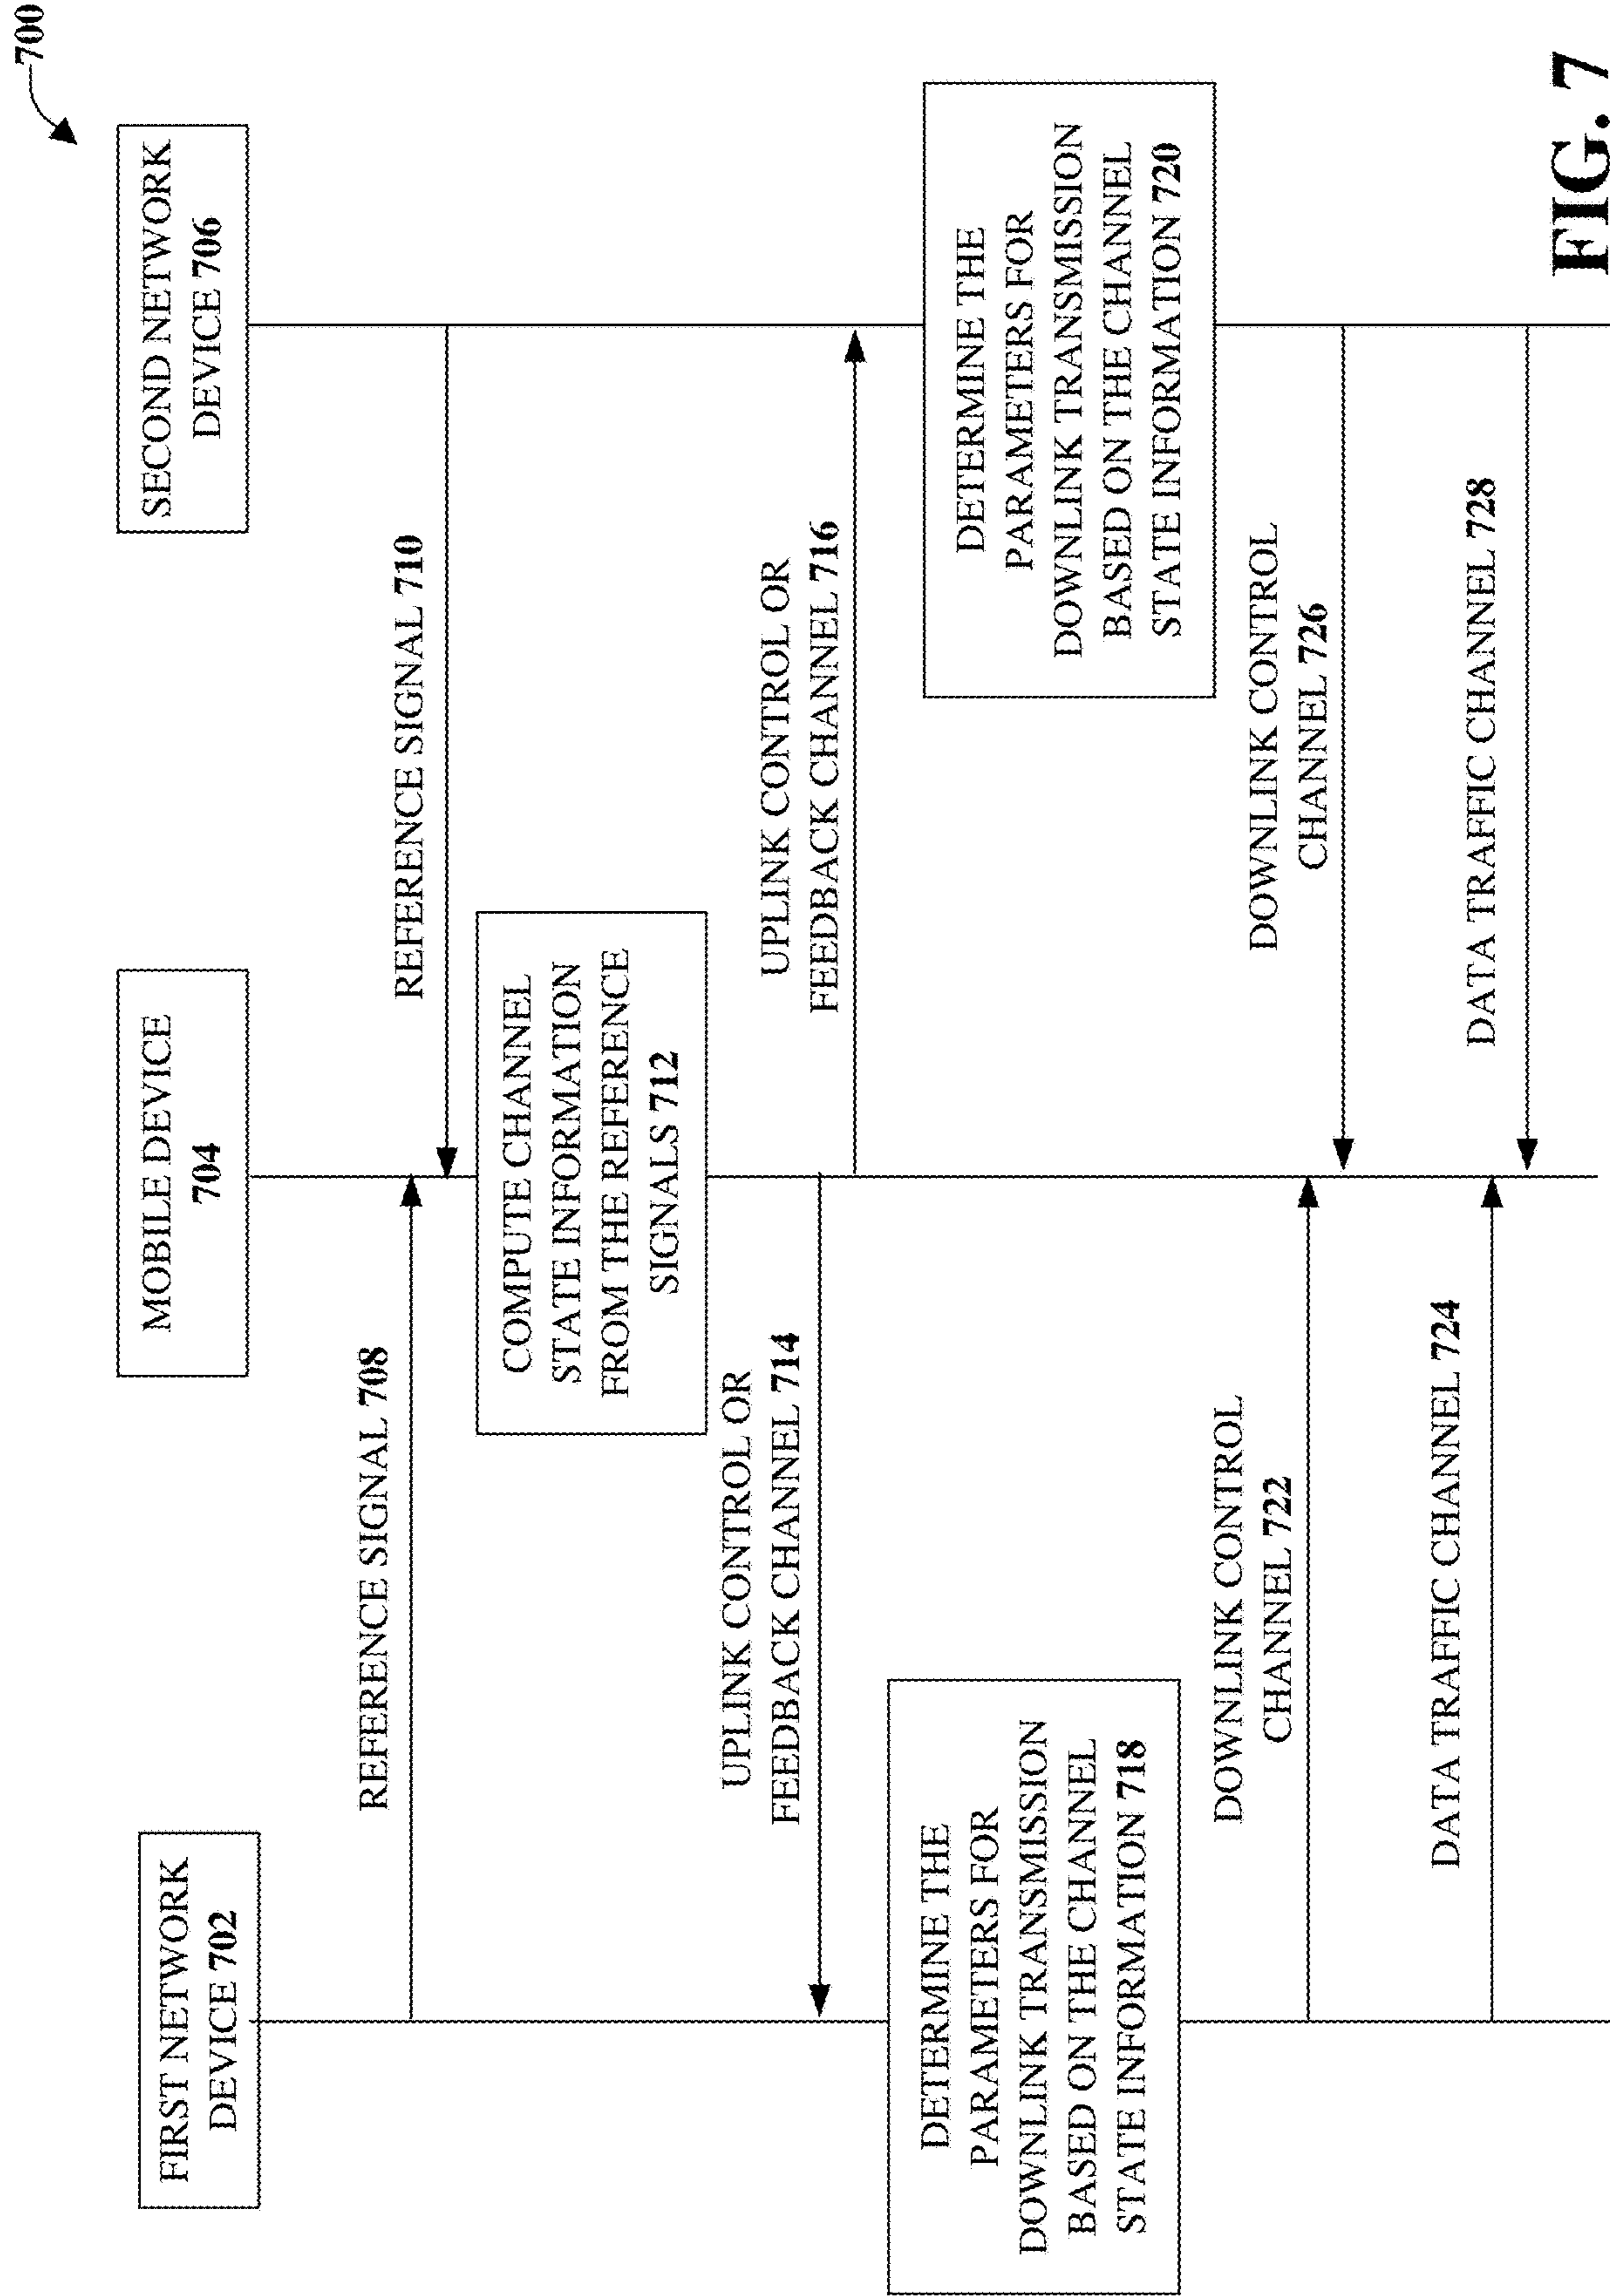 700
FIRST NETWORK
DEVICE 702
MOBILE DEVICE
704
SECOND NETWORK
DEVICE 706
REFERENCE SIGNAL 708
REFERENCE SIGNAL 710
COMPUTE CHANNEL
STATE INFORMATION
FROM THE REFERENCE
SIGNALS 712
UPLINK CONTROL OR
FEEDBACK CHANNEL 714
UPLINK CONTROL OR
FEEDBACK CHANNEL 716
DETERMINE THE
PARAMETERS FOR
DOWNLINK TRANSMISSION
BASED ON THE CHANNEL
STATE INFORMATION 718
DETERMINE THE
PARAMETERS FOR
DOWNLINK TRANSMISSION
BASED ON THE CHANNEL
STATE INFORMATION 720
DOWNLINK CONTROL
CHANNEL 722
DOWNLINK CONTROL
CHANNEL 726
DATA TRAFFIC CHANNEL 724
DATA TRAFFIC CHANNEL 728
FIG. 7